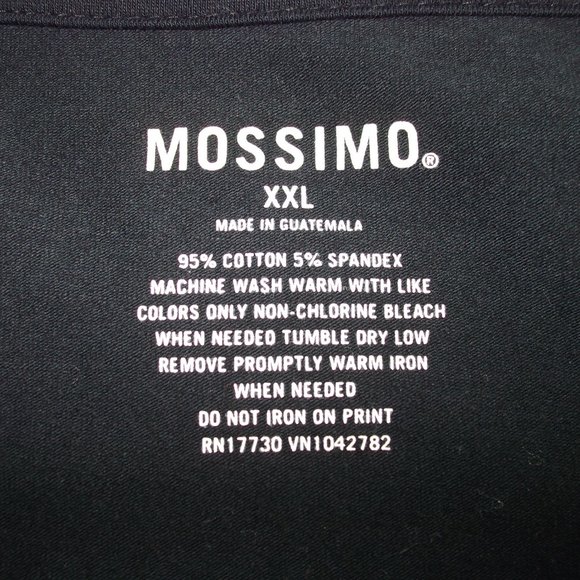 MOSSIMO®
XXL
MADE IN GUATEMALA
95% COTTON 5% SPANDEX
MACHINE WASH WARM WITH LIKE
COLORS ONLY NON-CHLORINE BLEACH
WHEN NEEDED TUMBLE DRY LOW
REMOVE PROMPTLY WARM IRON
WHEN NEEDED
DO NOT IRON ON PRINT
RN17730 VN1042782